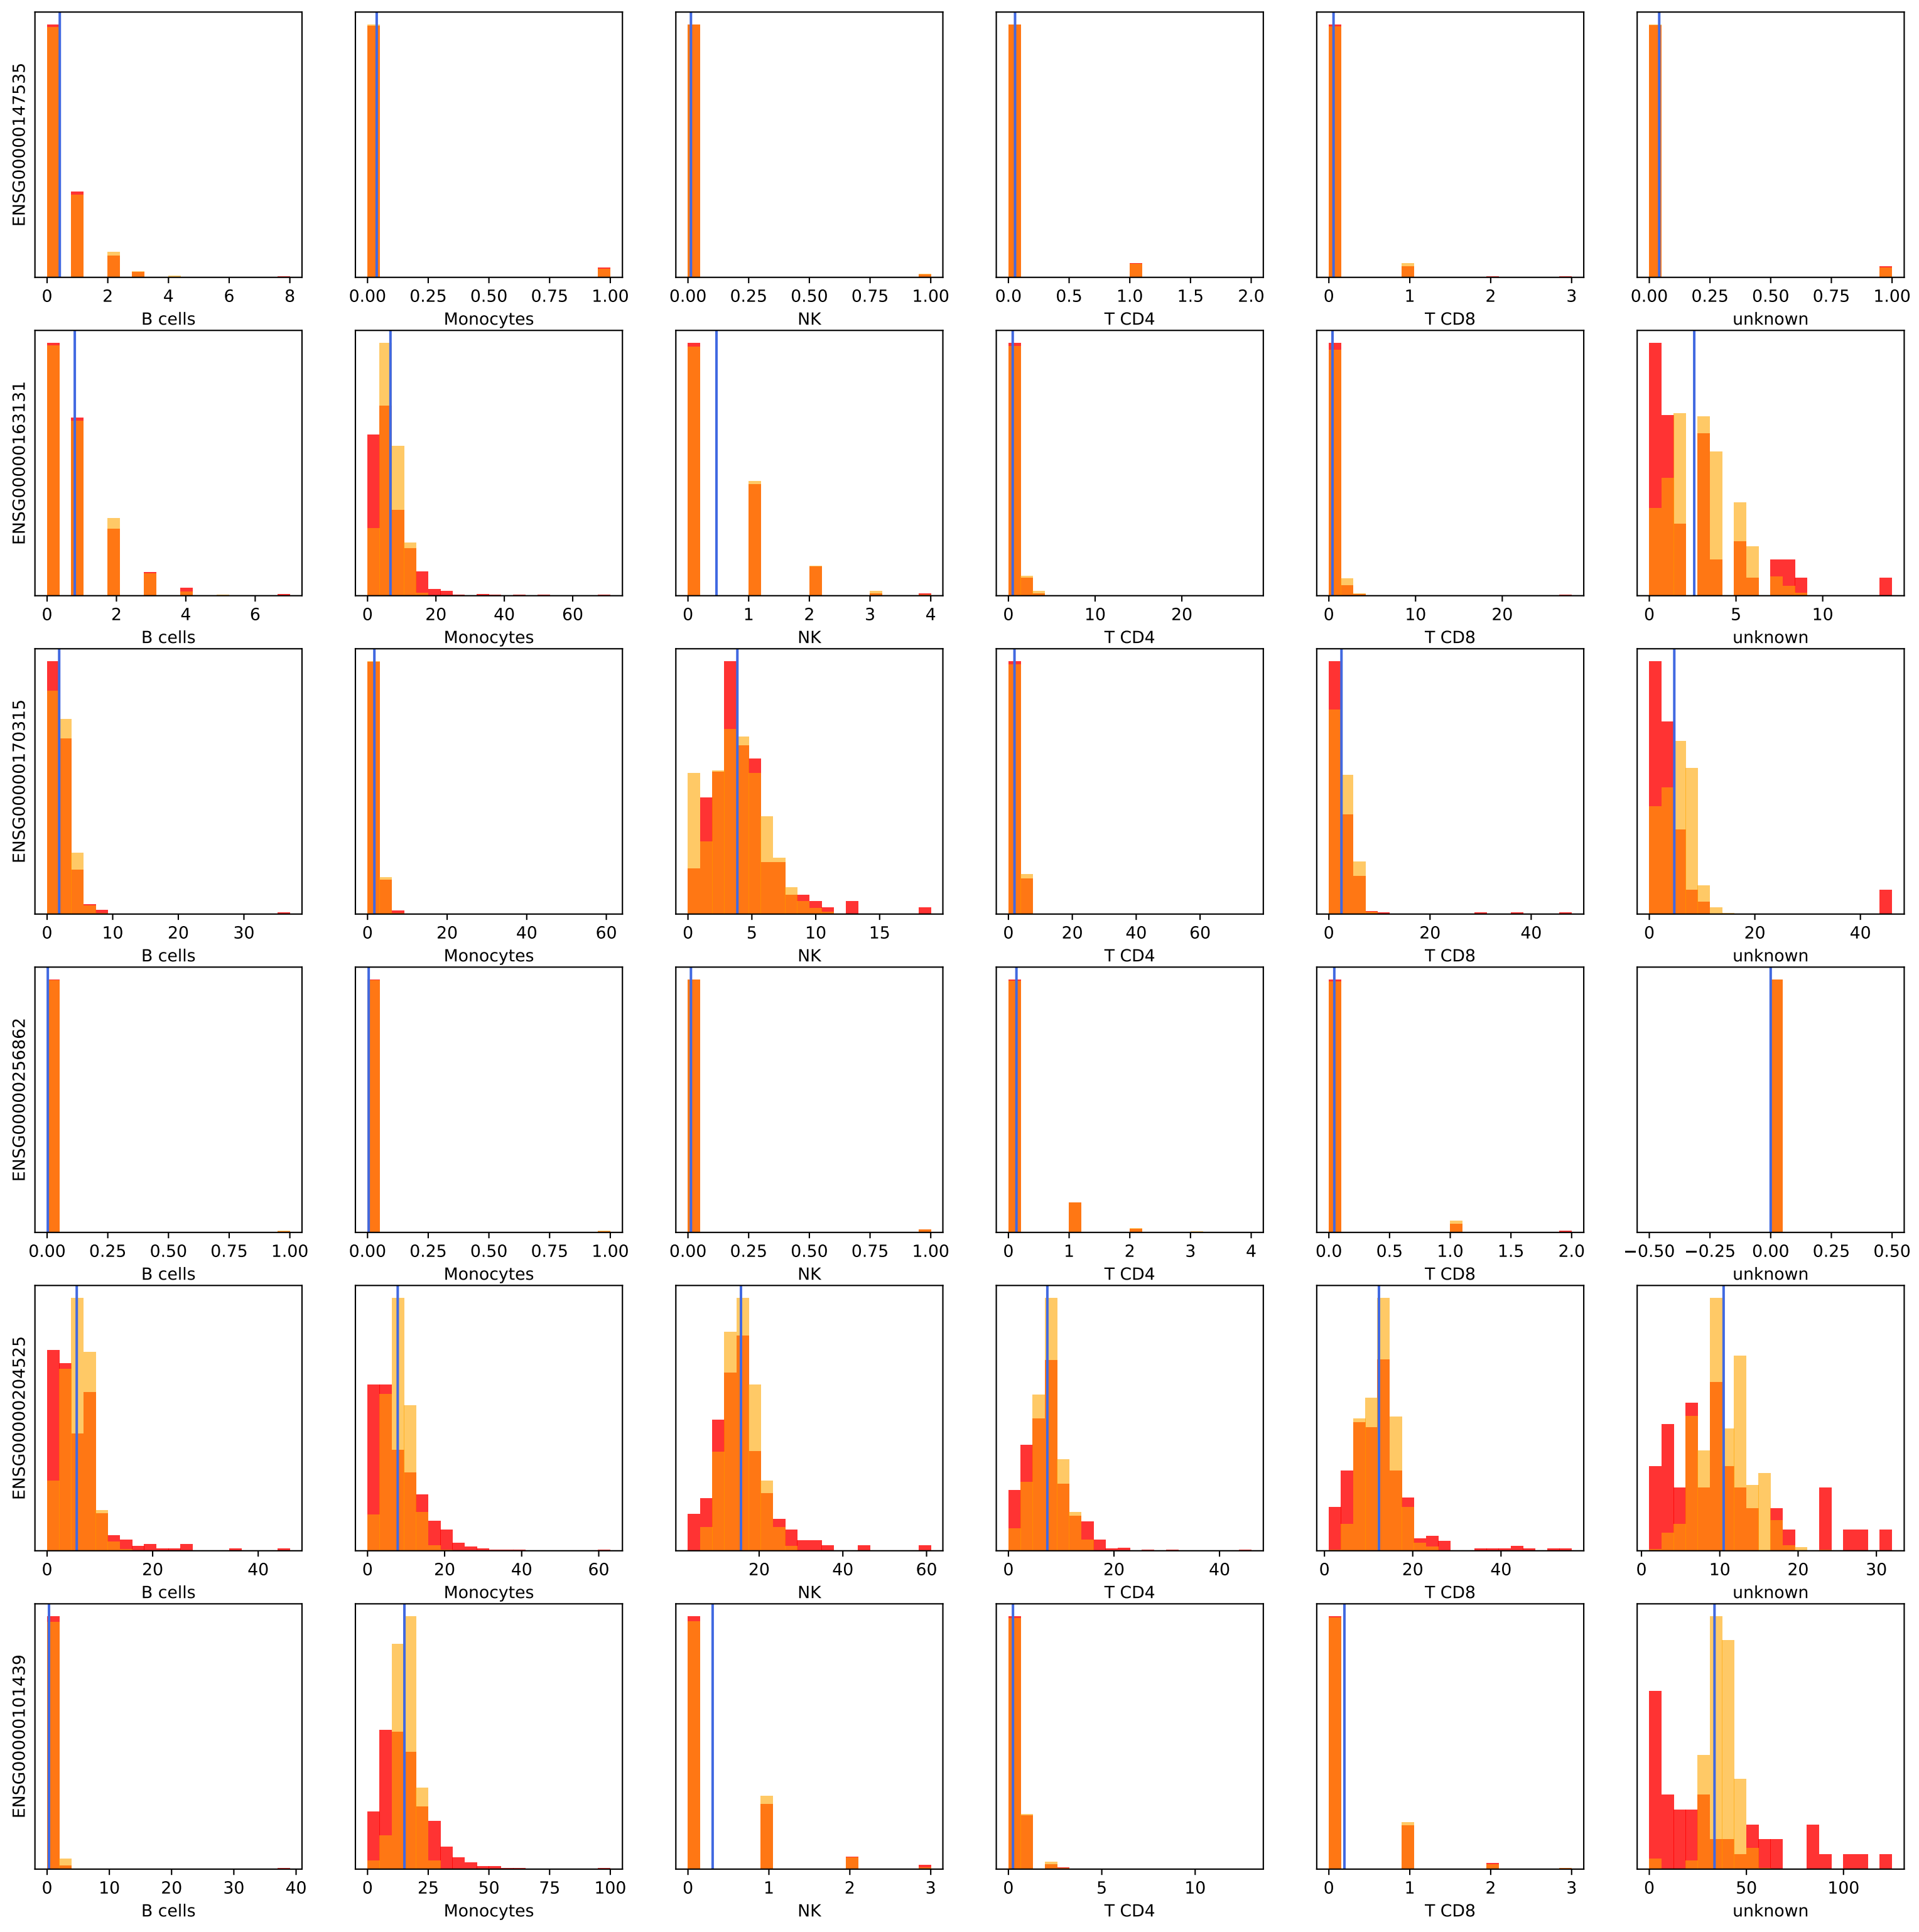 ENSG00000147535
0 2 4 6 8
0.00 0.25 0.50 0.75 1.00
0.00 0.25 0.50 0.75 1.00
0.0 0.5 1.0 1.5 2.0
0 1 2 3
0.00 0.25 0.50 0.75 1.00
B cells Monocytes NK T CD4 T CD8 unknown
ENSG00000163131
0 2 4 6
0 20 40 60
0 1 2 3 4
0 10 20
0 10 20
0 5 10
B cells Monocytes NK T CD4 T CD8 unknown
ENSG00000170315
0 10 20 30
0 20 40 60
0 5 10 15
0 20 40 60
0 20 40
0 20 40
B cells Monocytes NK T CD4 T CD8 unknown
ENSG00000256862
0.00 0.25 0.50 0.75 1.00
0.00 0.25 0.50 0.75 1.00
0.00 0.25 0.50 0.75 1.00
0 1 2 3 4
0.0 0.5 1.0 1.5 2.0
−0.50 −0.25 0.00 0.25 0.50
B cells Monocytes NK T CD4 T CD8 unknown
ENSG00000204525
0 20 40
0 20 40 60
20 40 60
0 20 40
0 20 40
0 10 20 30
B cells Monocytes NK T CD4 T CD8 unknown
ENSG00000101439
0 10 20 30 40
0 25 50 75 100
0 1 2 3
0 5 10
0 1 2 3
0 50 100
B cells Monocytes NK T CD4 T CD8 unknown